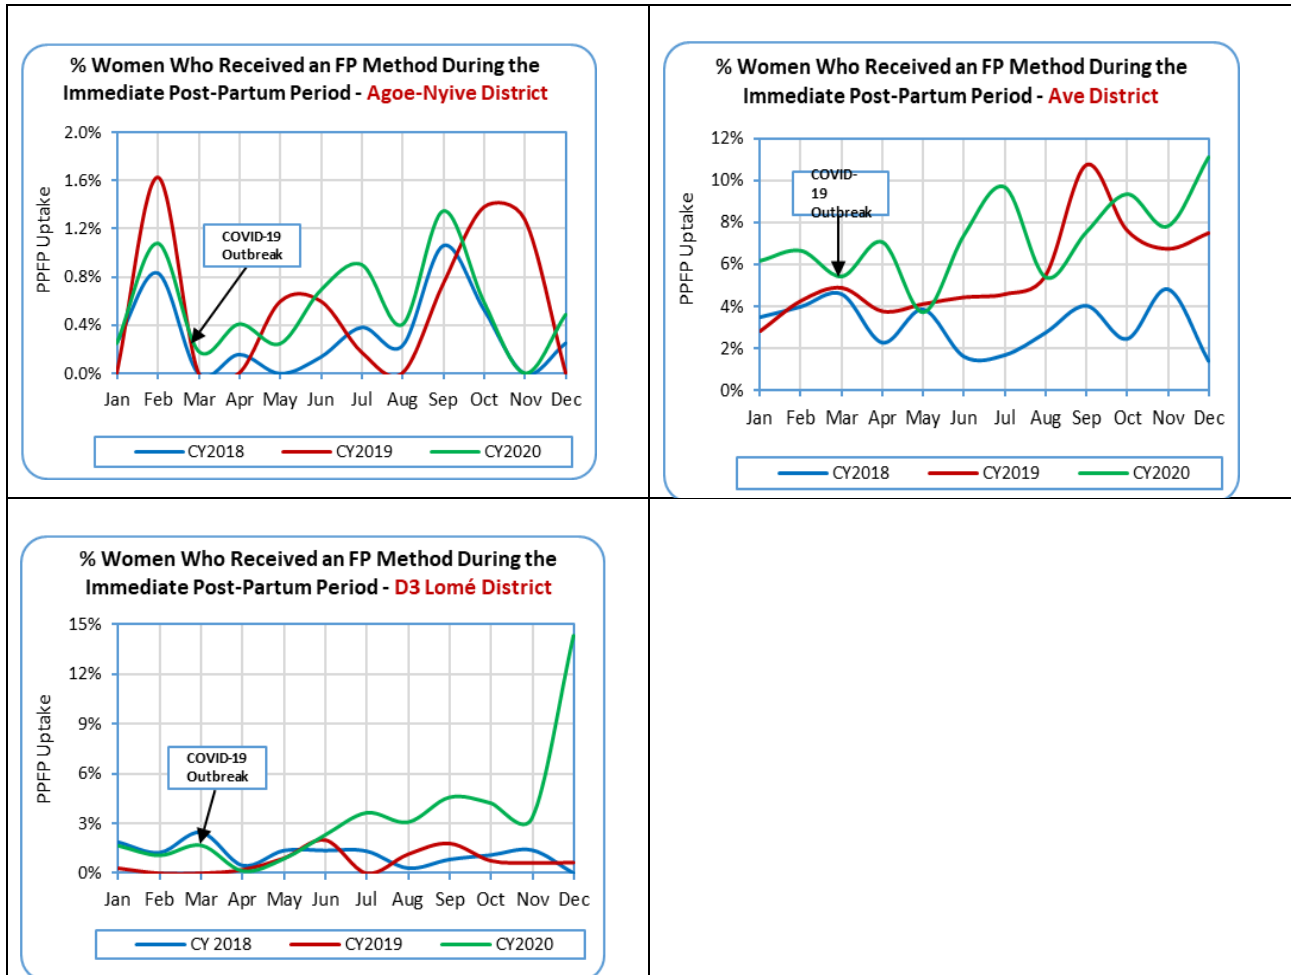 % Women Who Received an FP Method During the
Immediate Post-Partum Period - Agoe-Nyive District
2.0%
1.6%
1.2%
0.8%
0.4%
0.0%
PPFP Uptake
COVID-19
Outbreak
Jan Feb Mar Apr May Jun Jul Aug Sep Oct Nov Dec
CY2018 CY2019 CY2020
% Women Who Received an FP Method During the
Immediate Post-Partum Period - Ave District
12%
10%
8%
6%
4%
2%
0%
PPFP Uptake
COVID-
19
Outbreak
Jan Feb Mar Apr May Jun Jul Aug Sep Oct Nov Dec
CY2018 CY2019 CY2020
% Women Who Received an FP Method During the
Immediate Post-Partum Period - D3 Lomé District
15%
12%
9%
6%
3%
0%
PPFP Uptake
COVID-19
Outbreak
Jan Feb Mar Apr May Jun Jul Aug Sep Oct Nov Dec
CY 2018 CY2019 CY2020